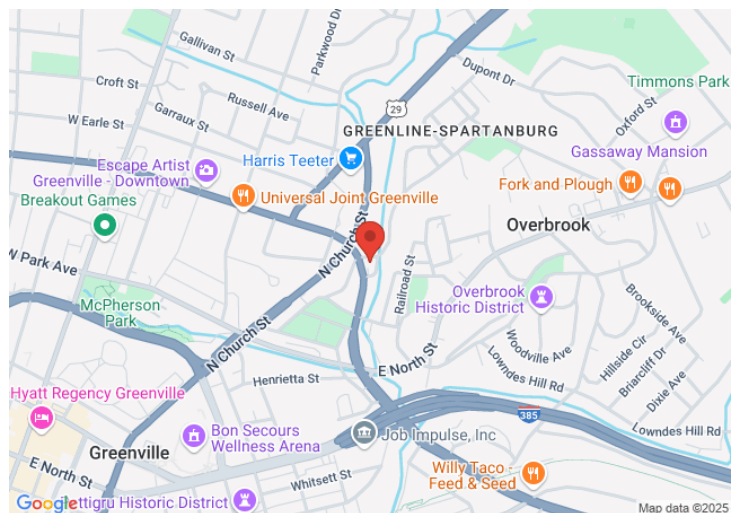 Gallivan St
Parkwood Dr
Croft St
Russell Ave
Dupont Dr
29
Timmons Park
Oxford St
Garraux St
W Earle St
GREENLINE-SPARTANBURG
Gassaway Mansion
Escape Artist
Greenville - Downtown
Harris Teeter
Universal Joint Greenville
Fork and Plough
Breakout Games
N Church St
Overbrook
W Park Ave
Railroad St
Overbrook
Historic District
Brookside Ave
McPherson
Park
Woodville Ave
Hillside Cir
Briarcliff Dr
Dixie Ave
N Church St
E North St
Lowndes Hill Rd
Henrietta St
Hyatt Regency Greenville
385
Bon Secours
Wellness Arena
Job Impulse, Inc
Lowndes Hill Rd
Greenville
E North St
Whitsett St
Willy Taco -
Feed & Seed
Google
ettigru Historic District
Map data ©2025